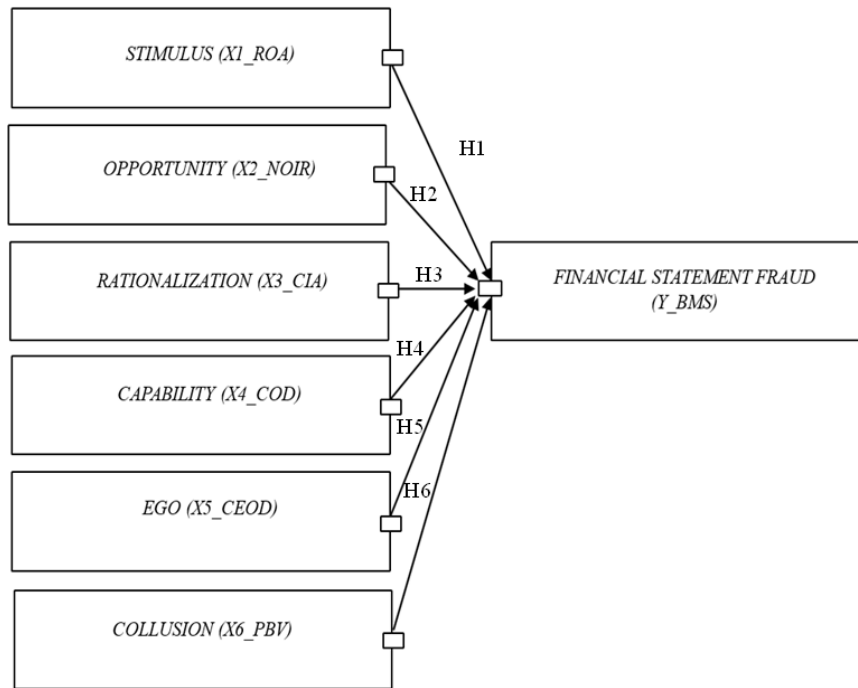 STIMULUS (X1_ROA)
H1
OPPORTUNITY (X2_NOIR)
H2
RATIONALIZATION (X3_CIA)
H3
FINANCIAL STATEMENT FRAUD
(Y_BMS)
H4
CAPABILITY (X4_COD)
H5
EGO (X5_CEOD)
H6
COLLUSION (X6_PBV)